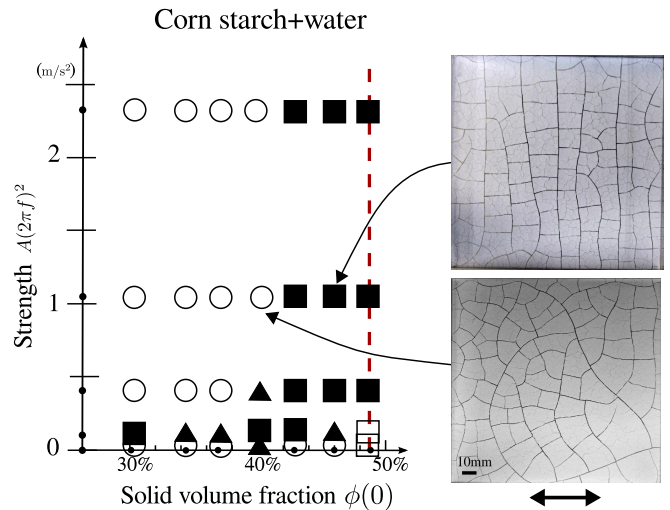 Corn starch+water
(m/s²)
2
1
0
Strength A(2πf)²
30%
40%
50%
Solid volume fraction ϕ(0)
10mm